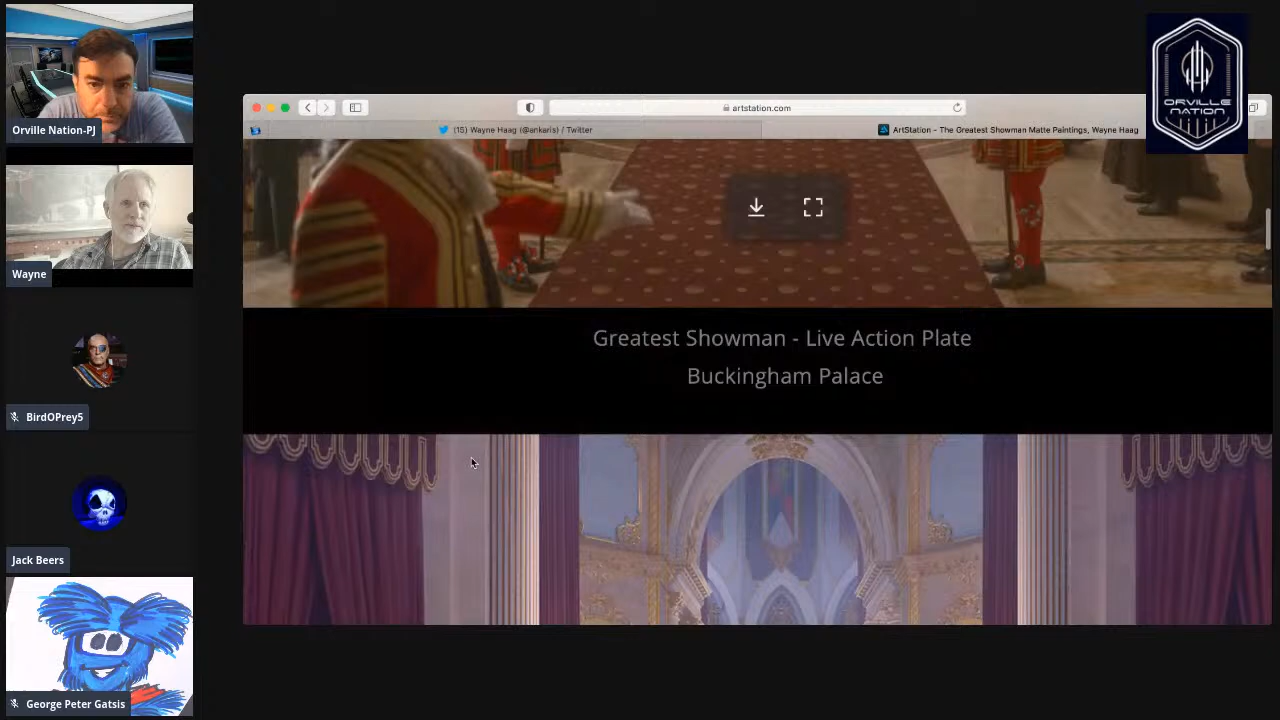 Orville Nation-PJ
Wayne
BirdOPrey5
Jack Beers
George Peter Gatsis
artstation.com
(15) Wayne Haag (@ankaris) / Twitter
ArtStation - The Greatest Showman Matte Paintings, Wayne Haag
Greatest Showman - Live Action Plate
Buckingham Palace
ORVILLE
NATION